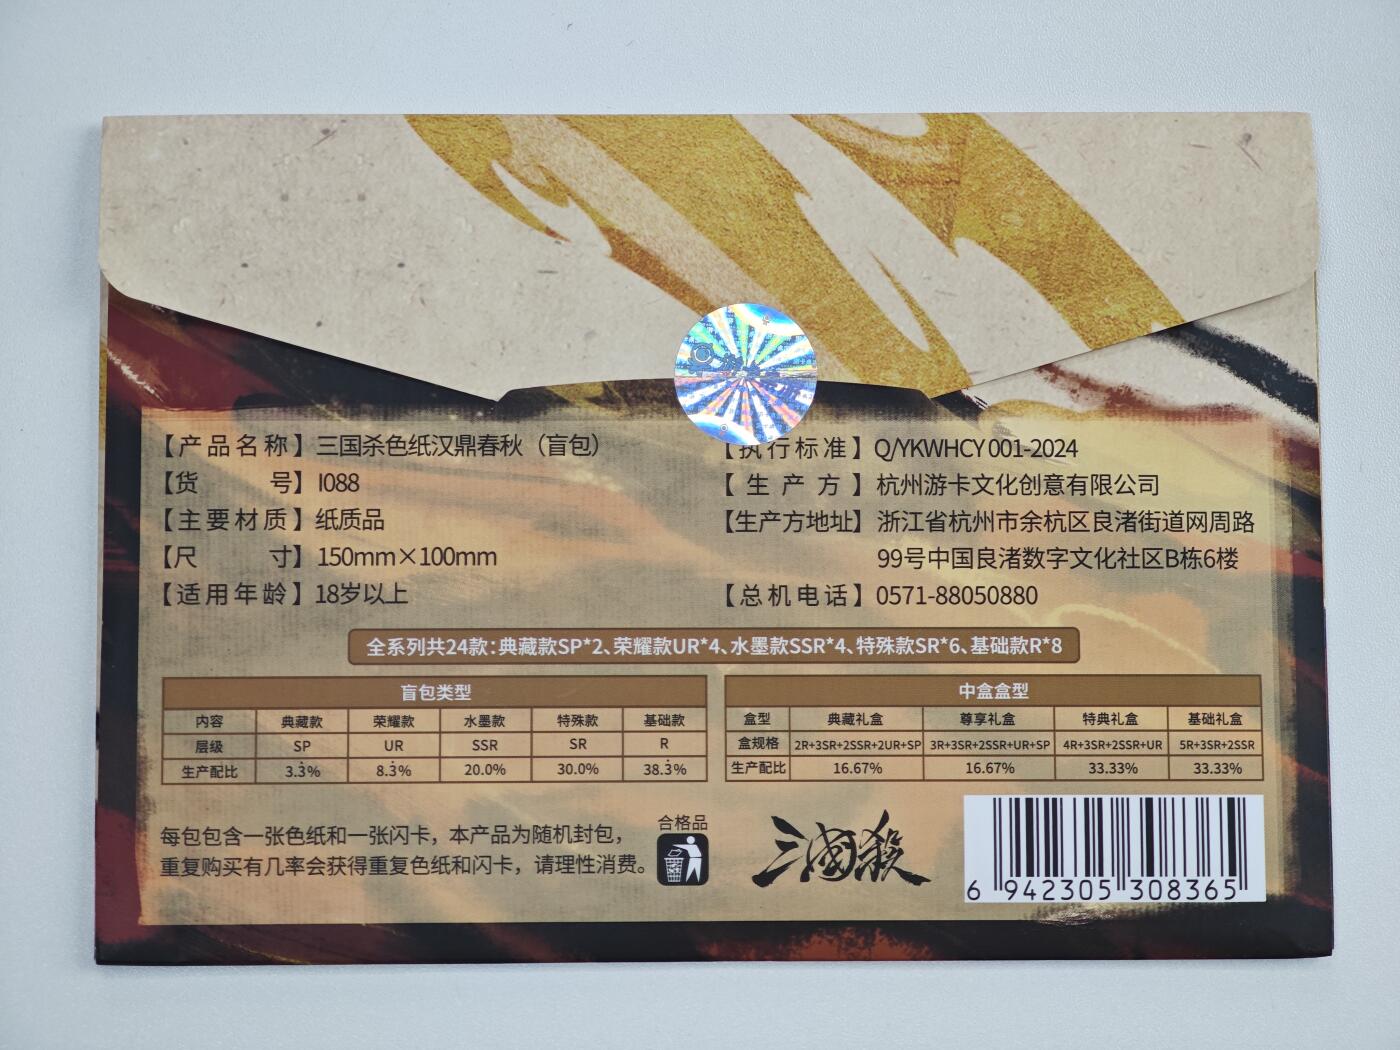 【产品名称】三国杀色纸汉鼎春秋（盲包）
【货号】I088
【主要材质】纸质品
【尺寸】150mm×100mm
【适用年龄】18岁以上
【执行标准】Q/YKWHCY 001-2024
【生产方】杭州游卡文化创意有限公司
【生产方地址】浙江省杭州市余杭区良渚街道网周路
99号中国良渚数字文化社区B栋6楼
【总机电话】0571-88050880
全系列共24款：典藏款SP*2、荣耀款UR*4、水墨款SSR*4、特殊款SR*6、基础款R*8
盲包类型
内容 典藏款 荣耀款 水墨款 特殊款 基础款
层级 SP UR SSR SR R
生产配比 3.3̇% 8.3̇% 20.0% 30.0% 38.3̇%
中盒盒型
盒型 典藏礼盒 尊享礼盒 特典礼盒 基础礼盒
盒规格 2R+3SR+2SSR+2UR+SP 3R+3SR+2SSR+UR+SP 4R+3SR+2SSR+UR 5R+3SR+2SSR
生产配比 16.67% 16.67% 33.33% 33.33%
每包包含一张色纸和一张闪卡，本产品为随机封包，
重复购买有几率会获得重复色纸和闪卡，请理性消费。
合格品
三國殺
6 942305 308365